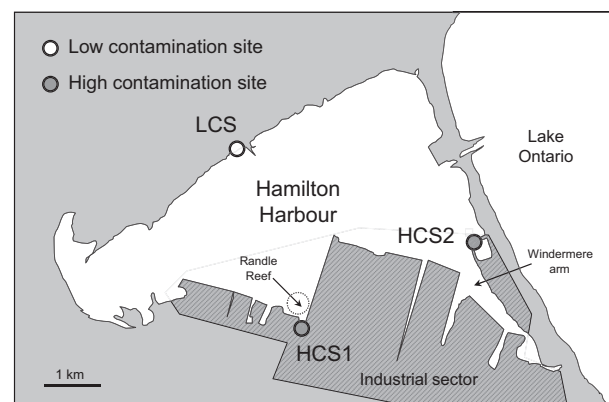 Low contamination site
High contamination site
LCS
Lake
Ontario
Hamilton
Harbour
HCS2
Randle
Reef
Windermere
arm
HCS1
Industrial sector
1 km